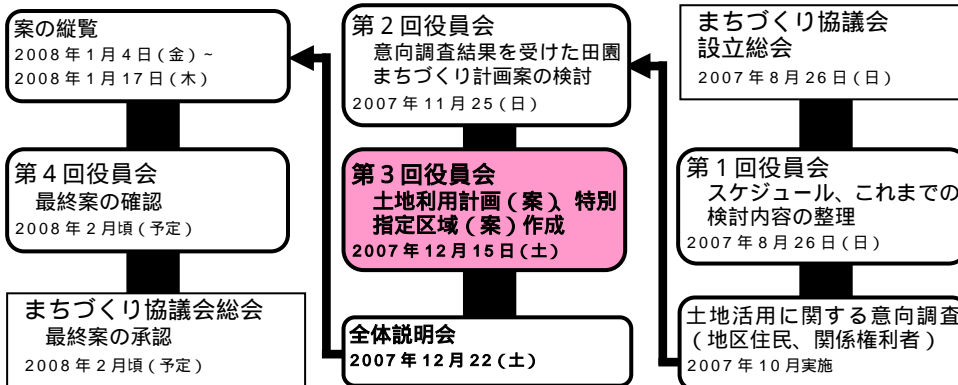 まちづくり協議会
設立総会
2007年8月26日(日)
第1回役員会
スケジュール、これまでの
検討内容の整理
2007年8月26日(日)
土地活用に関する意向調査
(地区住民、関係権利者)
2007年10月実施
第2回役員会
意向調査結果を受けた田園
まちづくり計画案の検討
2007年11月25(日)
第3回役員会
土地利用計画(案)、特別
指定区域(案)作成
2007年12月15日(土)
全体説明会
2007年12月22(土)
案の縦覧
2008年1月4日(金)~
2008年1月17日(木)
第4回役員会
最終案の確認
2008年2月頃(予定)
まちづくり協議会総会
最終案の承認
2008年2月頃(予定)